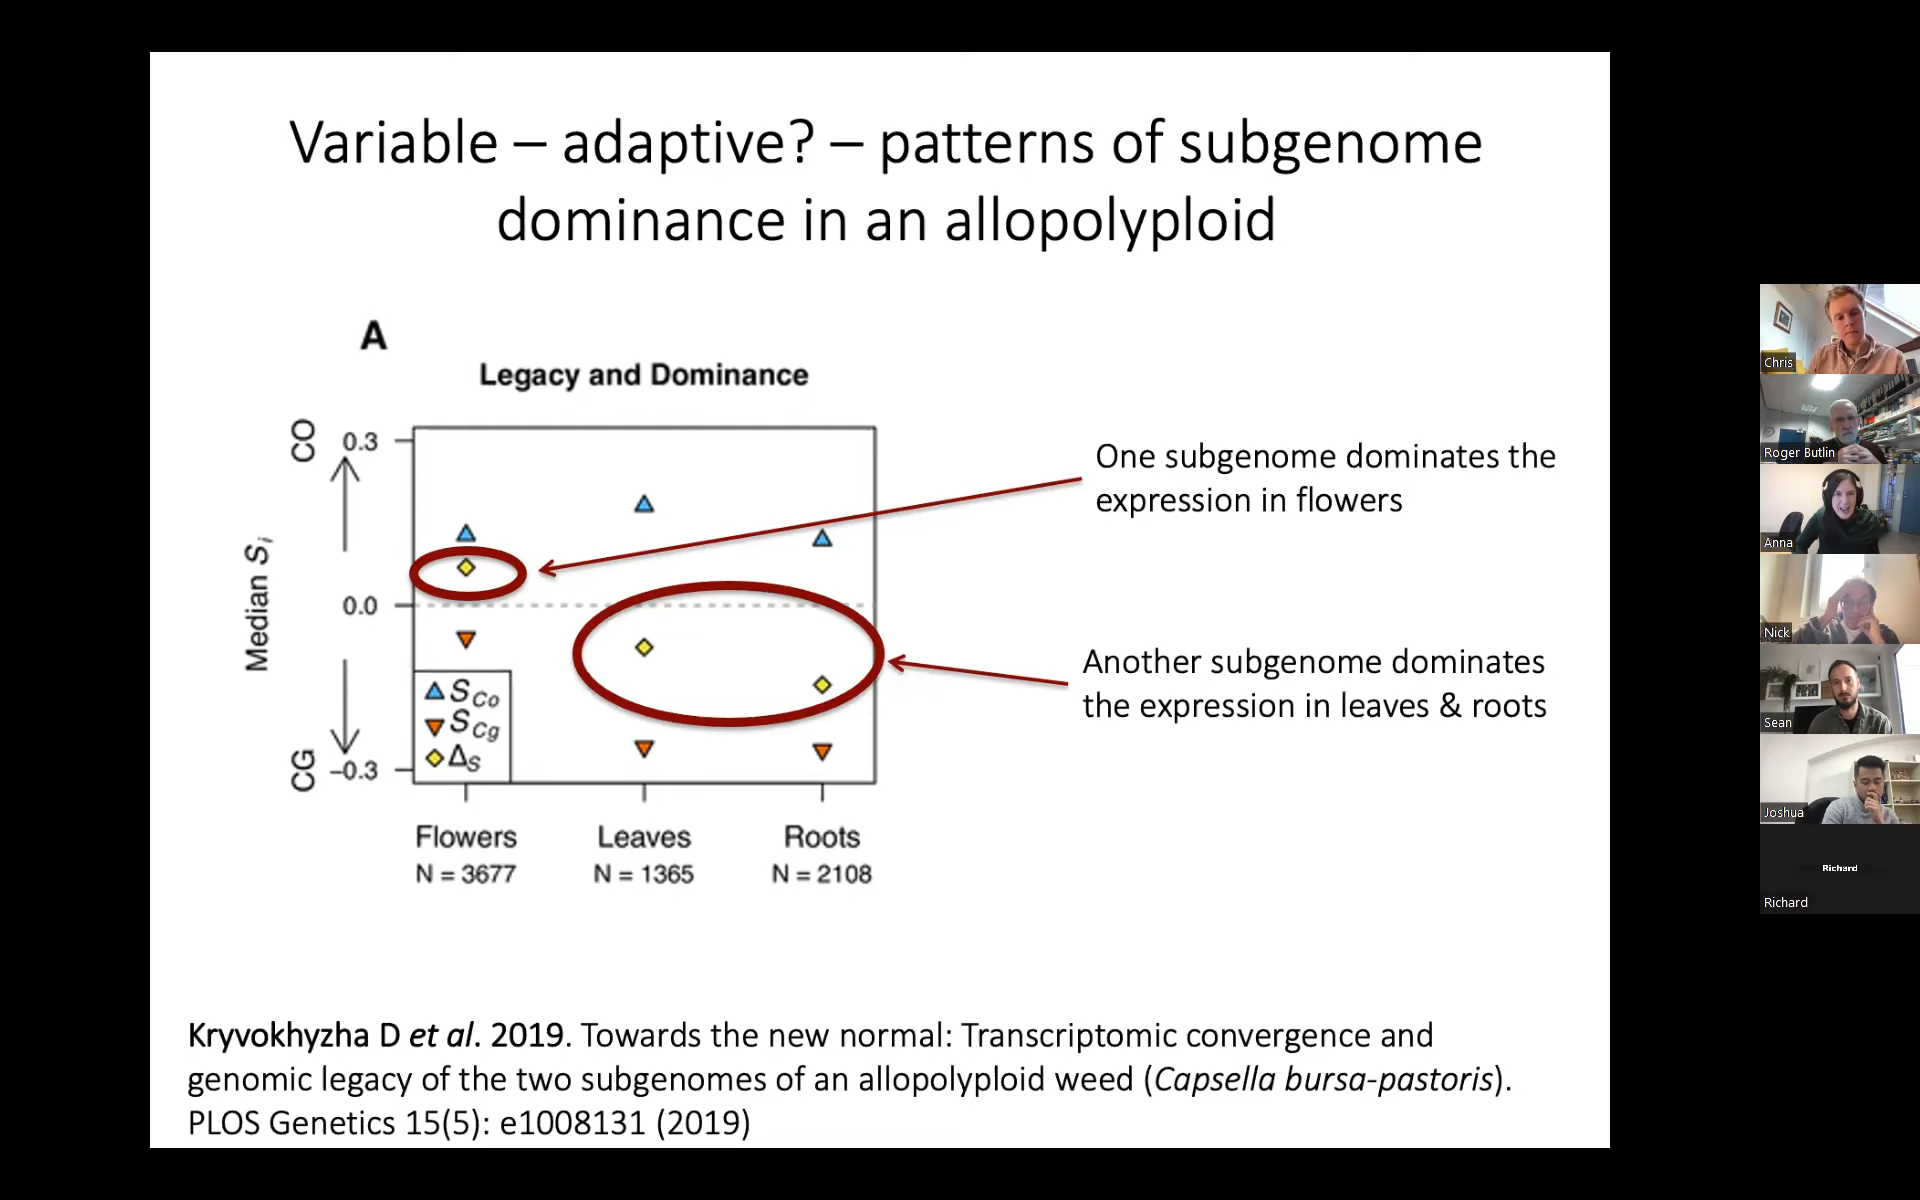 Variable – adaptive? – patterns of subgenome
dominance in an allopolyploid
A
Legacy and Dominance
CO
0.3
Median Si
0.0
CG
−0.3
SCo
SCg
ΔS
Flowers
Leaves
Roots
N = 3677
N = 1365
N = 2108
One subgenome dominates the
expression in flowers
Another subgenome dominates
the expression in leaves & roots
Kryvokhyzha D et al. 2019. Towards the new normal: Transcriptomic convergence and
genomic legacy of the two subgenomes of an allopolyploid weed (Capsella bursa-pastoris).
PLOS Genetics 15(5): e1008131 (2019)
Chris
Roger Butlin
Anna
Nick
Sean
Joshua
Richard
Richard